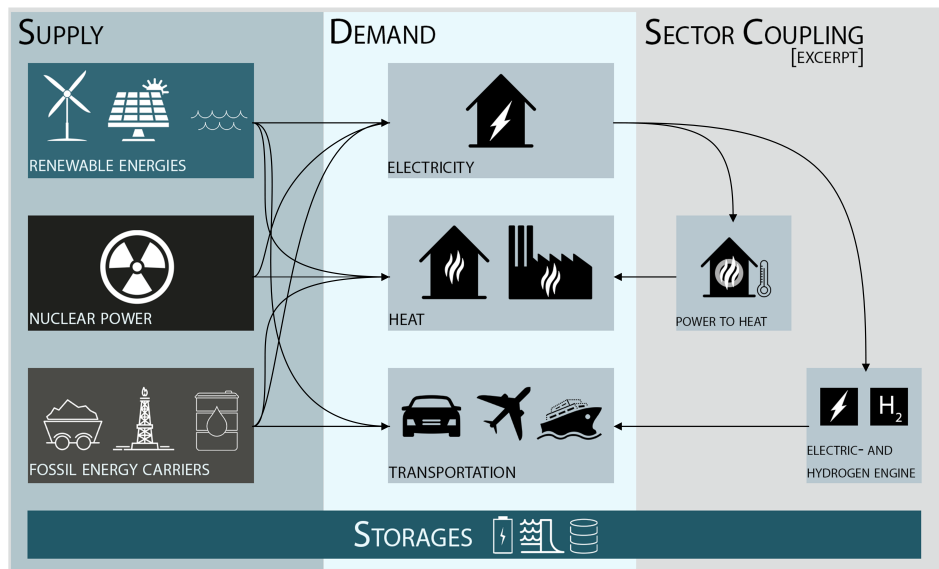 SUPPLY
DEMAND
SECTOR COUPLING
[EXCERPT]
RENEWABLE ENERGIES
ELECTRICITY
NUCLEAR POWER
HEAT
POWER TO HEAT
FOSSIL ENERGY CARRIERS
TRANSPORTATION
H₂
ELECTRIC- AND
HYDROGEN ENGINE
STORAGES